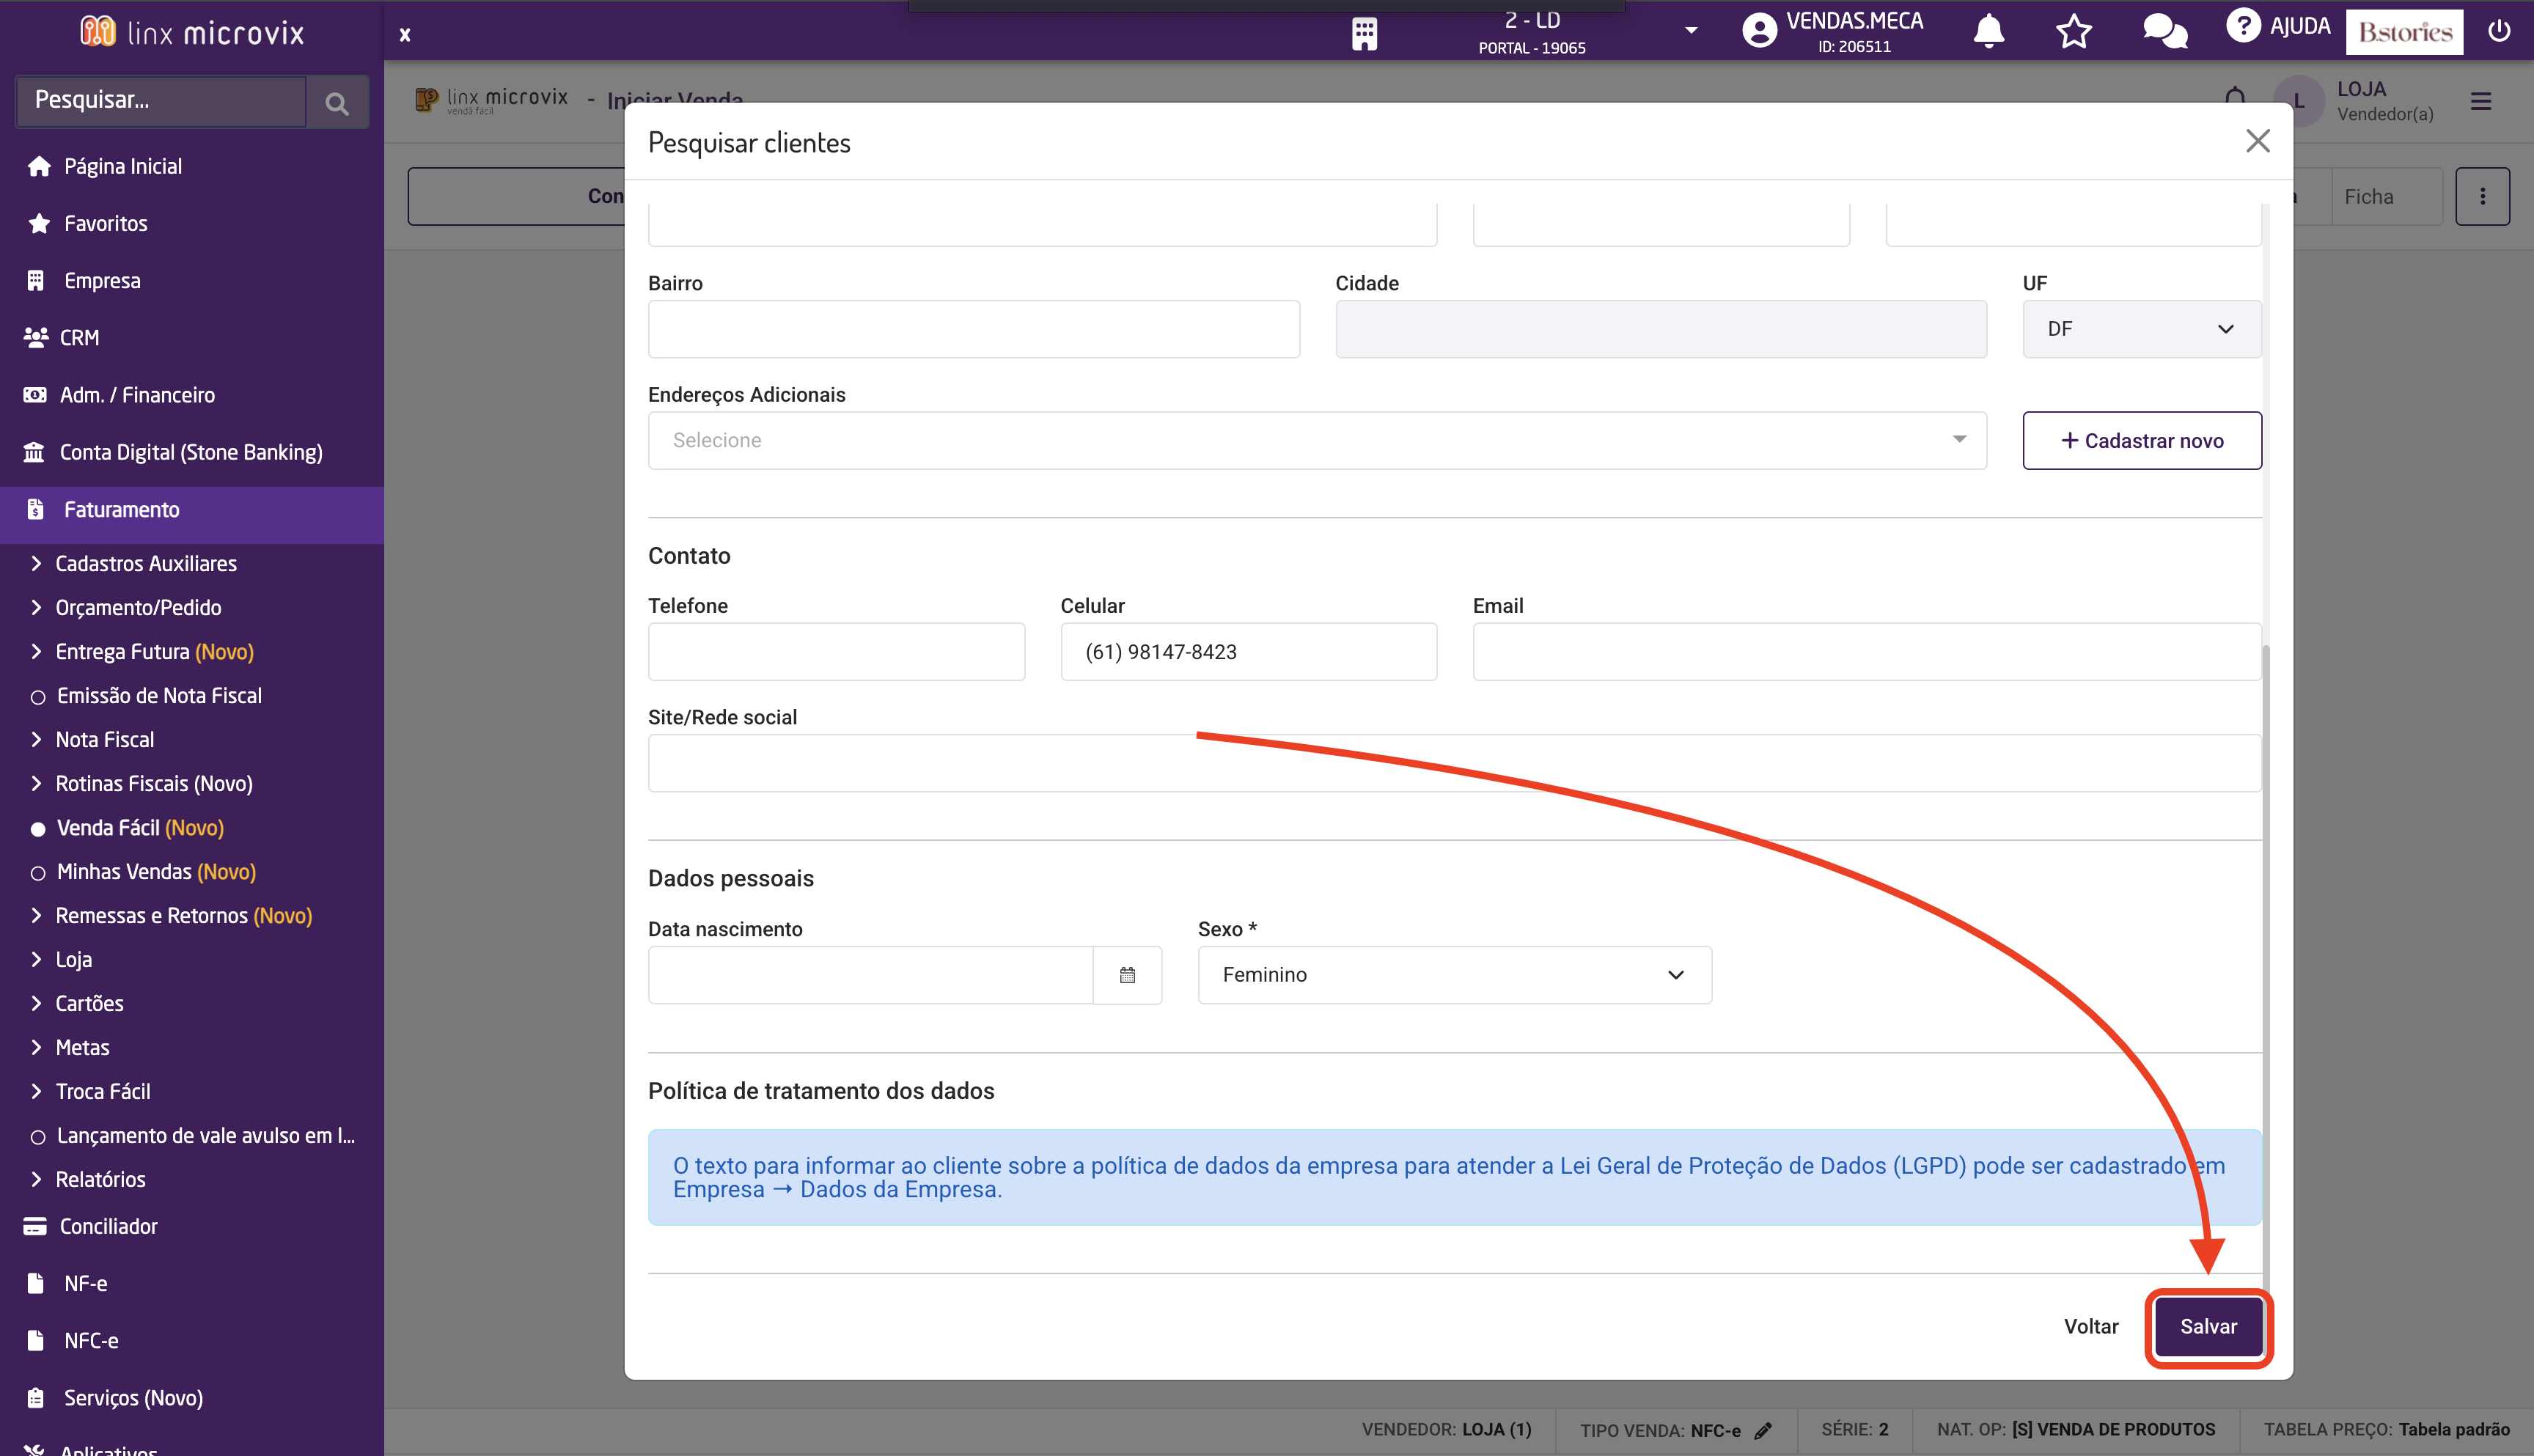 linx microvix
x
2 - LD
PORTAL - 19065
VENDAS.MECA
ID: 206511
AJUDA
B.stories
Pesquisar...
linx microvix
venda fácil
- Iniciar Venda
L
LOJA
Vendedor(a)
Página Inicial
Favoritos
Empresa
CRM
Adm. / Financeiro
Conta Digital (Stone Banking)
Faturamento
Cadastros Auxiliares
Orçamento/Pedido
Entrega Futura (Novo)
Emissão de Nota Fiscal
Nota Fiscal
Rotinas Fiscais (Novo)
Venda Fácil (Novo)
Minhas Vendas (Novo)
Remessas e Retornos (Novo)
Loja
Cartões
Metas
Troca Fácil
Lançamento de vale avulso em l...
Relatórios
Conciliador
NF-e
NFC-e
Serviços (Novo)
Aplicativos
Con
Ficha
Pesquisar clientes
Bairro
Cidade
UF
DF
Endereços Adicionais
Selecione
+ Cadastrar novo
Contato
Telefone
Celular
Email
(61) 98147-8423
Site/Rede social
Dados pessoais
Data nascimento
Sexo *
Feminino
Política de tratamento dos dados
O texto para informar ao cliente sobre a política de dados da empresa para atender a Lei Geral de Proteção de Dados (LGPD) pode ser cadastrado em
Empresa → Dados da Empresa.
Voltar
Salvar
VENDEDOR: LOJA (1)
TIPO VENDA: NFC-e
SÉRIE: 2
NAT. OP: [S] VENDA DE PRODUTOS
TABELA PREÇO: Tabela padrão